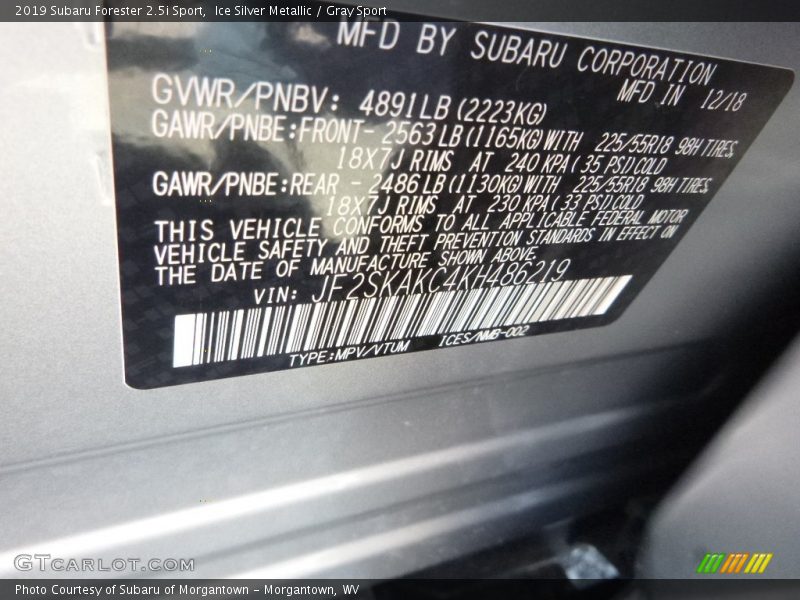 2019 Subaru Forester 2.5i Sport, Ice Silver Metallic / Gray Sport
MFD BY SUBARU CORPORATION
MFD IN 12/18
GVWR/PNBV: 4891LB (2223KG)
GAWR/PNBE:FRONT- 2563LB(1165KG)WITH 225/55R18 98H TIRES,
18X7J RIMS AT 240 KPA ( 35 PSI) COLD
GAWR/PNBE:REAR - 2486LB(1130KG)WITH 225/55R18 98H TIRES,
18X7J RIMS AT 230 KPA ( 33 PSI) COLD
THIS VEHICLE CONFORMS TO ALL APPLICABLE FEDERAL MOTOR
VEHICLE SAFETY AND THEFT PREVENTION STANDARDS IN EFFECT ON
THE DATE OF MANUFACTURE SHOWN ABOVE.
VIN: JF2SKAKC4KH486219
TYPE:MPV/VTUM ICES/NMB-002
GTCARLOT.COM
Photo Courtesy of Subaru of Morgantown - Morgantown, WV